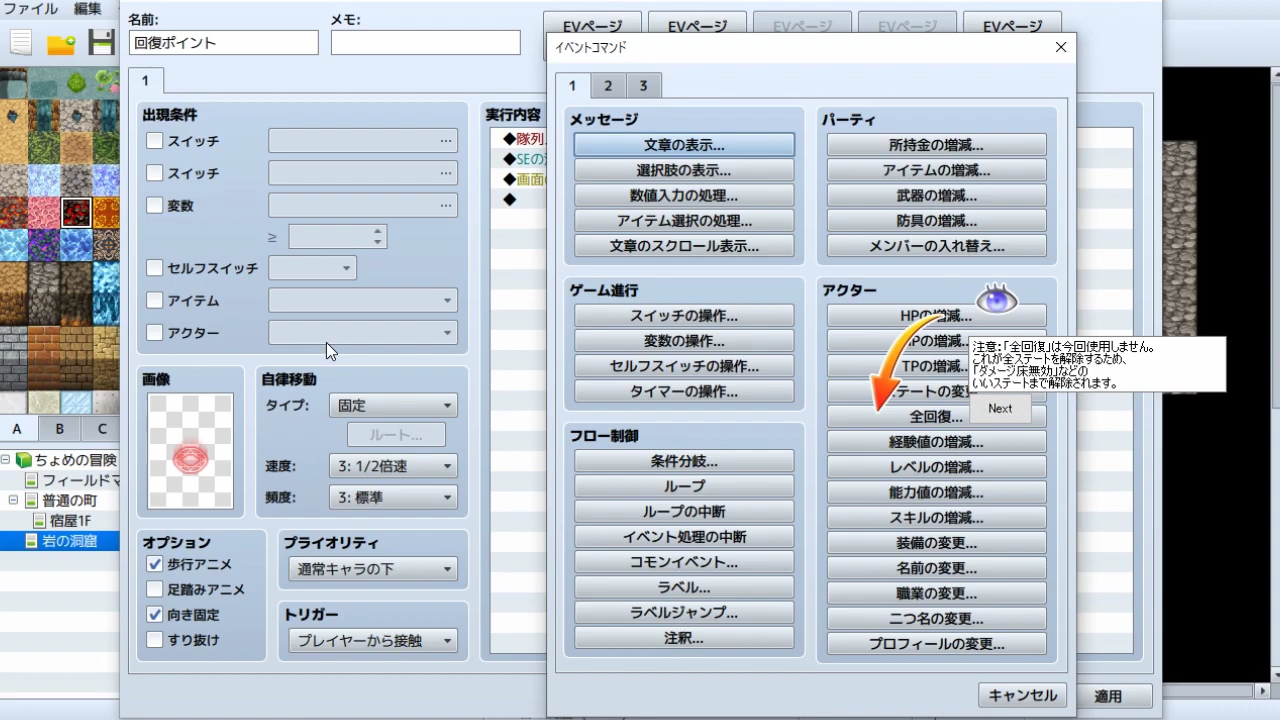 ファイル 編集
名前:
メモ:
回復ポイント
EVページ EVページ EVページ EVページ EVページ
1
出現条件
スイッチ ...
スイッチ ...
変数 ...
≥
セルフスイッチ
アイテム
アクター
画像
自律移動
タイプ: 固定
ルート...
速度: 3: 1/2倍速
頻度: 3: 標準
オプション
歩行アニメ
足踏みアニメ
向き固定
すり抜け
プライオリティ
通常キャラの下
トリガー
プレイヤーから接触
実行内容
◆隊列
◆SEの
◆画面
◆
イベントコマンド
1 2 3
メッセージ
文章の表示...
選択肢の表示...
数値入力の処理...
アイテム選択の処理...
文章のスクロール表示...
ゲーム進行
スイッチの操作...
変数の操作...
セルフスイッチの操作...
タイマーの操作...
フロー制御
条件分岐...
ループ
ループの中断
イベント処理の中断
コモンイベント...
ラベル...
ラベルジャンプ...
注釈...
パーティ
所持金の増減...
アイテムの増減...
武器の増減...
防具の増減...
メンバーの入れ替え...
アクター
HPの増減...
Pの増減..
TPの増減..
テートの変更
全回復...
経験値の増減...
レベルの増減...
能力値の増減...
スキルの増減...
装備の変更...
名前の変更...
職業の変更...
二つ名の変更...
プロフィールの変更...
注意:「全回復」は今回使用しません。
これが全ステートを解除するため、
「ダメージ床無効」などの
いいステートまで解除されます。
Next
キャンセル
適用
A B C
ちょめの冒険
フィールドマ
普通の町
宿屋1F
岩の洞窟